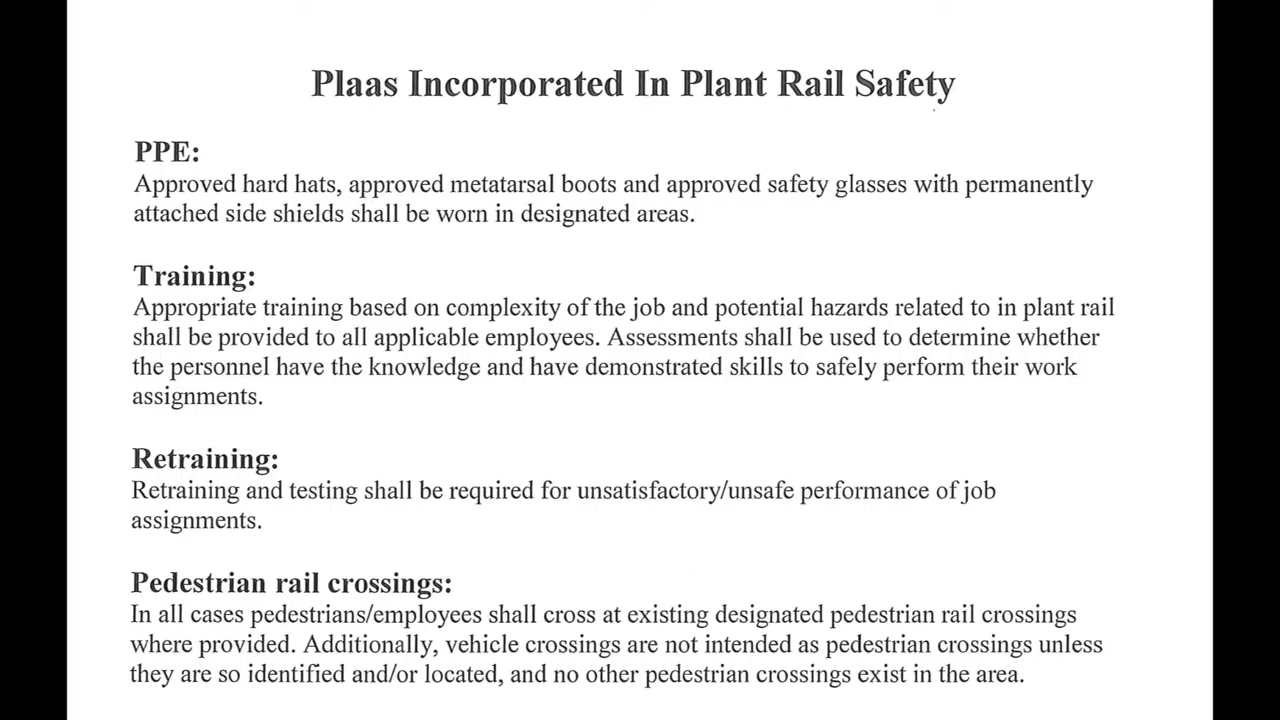 Plaas Incorporated In Plant Rail Safety
PPE:
Approved hard hats, approved metatarsal boots and approved safety glasses with permanently
attached side shields shall be worn in designated areas.
Training:
Appropriate training based on complexity of the job and potential hazards related to in plant rail
shall be provided to all applicable employees. Assessments shall be used to determine whether
the personnel have the knowledge and have demonstrated skills to safely perform their work
assignments.
Retraining:
Retraining and testing shall be required for unsatisfactory/unsafe performance of job
assignments.
Pedestrian rail crossings:
In all cases pedestrians/employees shall cross at existing designated pedestrian rail crossings
where provided. Additionally, vehicle crossings are not intended as pedestrian crossings unless
they are so identified and/or located, and no other pedestrian crossings exist in the area.